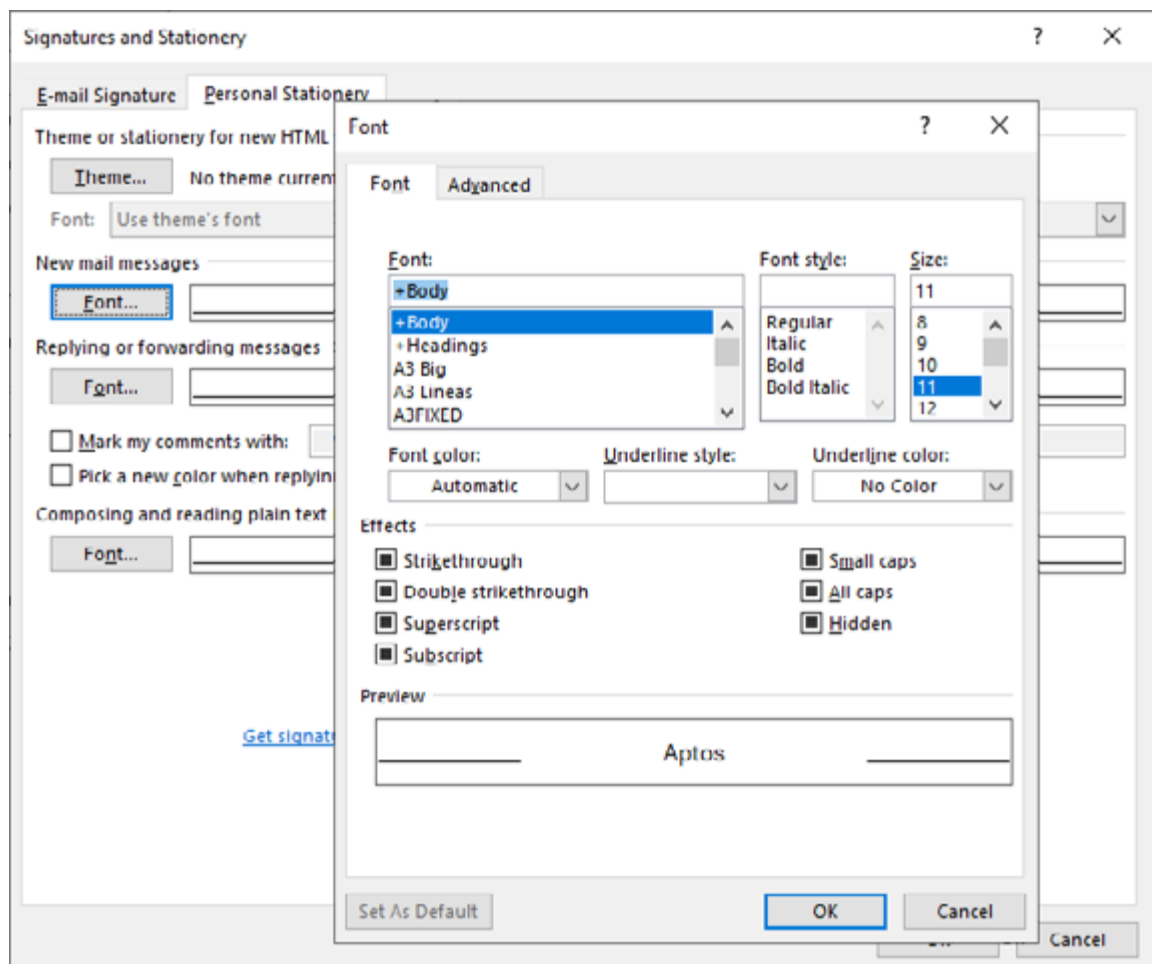 Signatures and Stationery
E-mail Signature Personal Stationery
Theme or stationery for new HTML
Theme... No theme current
Font: Use theme's font
New mail messages
Font...
Replying or forwarding messages
Font...
Mark my comments with:
Pick a new color when replyin
Composing and reading plain text
Font...
Get signatu
Cancel
Font
Font Advanced
Font: Font style: Size:
+Body 11
+Body Regular 8
+Headings Italic 9
A3 Big Bold 10
A3 Lineas Bold Italic 11
A3FIXED 12
Font color: Underline style: Underline color:
Automatic No Color
Effects
Strikethrough Small caps
Double strikethrough All caps
Superscript Hidden
Subscript
Preview
Aptos
Set As Default OK Cancel